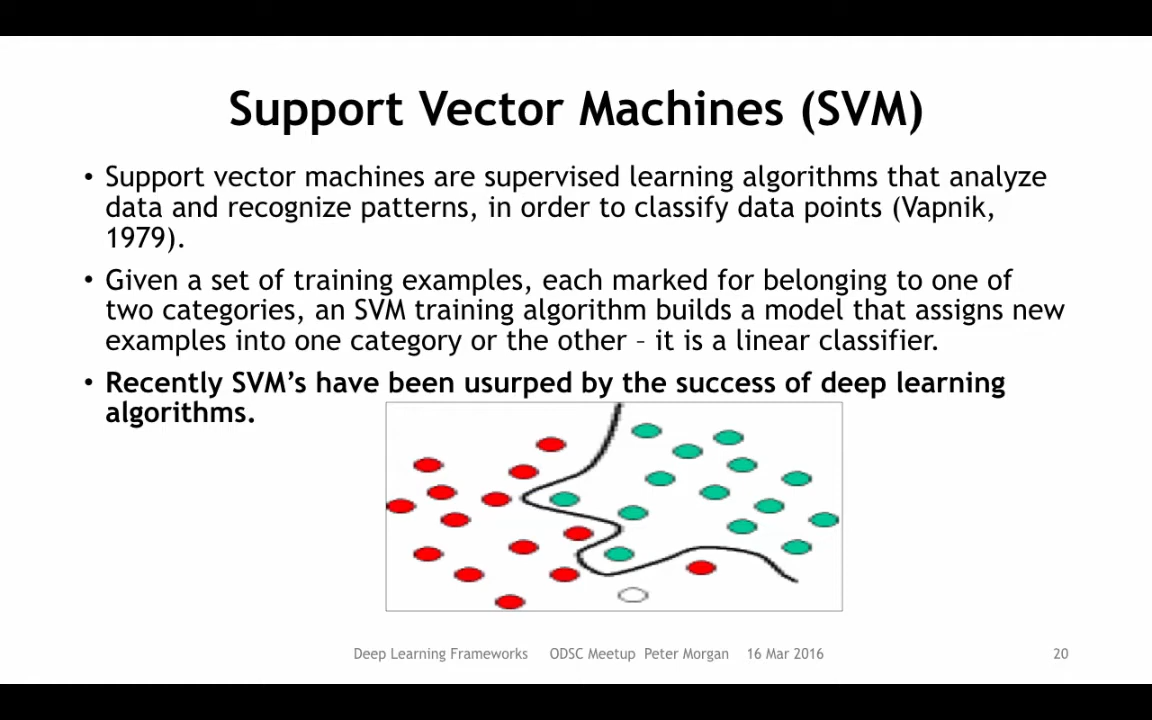 Support Vector Machines (SVM)
• Support vector machines are supervised learning algorithms that analyze
data and recognize patterns, in order to classify data points (Vapnik,
1979).
• Given a set of training examples, each marked for belonging to one of
two categories, an SVM training algorithm builds a model that assigns new
examples into one category or the other – it is a linear classifier.
• Recently SVM’s have been usurped by the success of deep learning
algorithms.
Deep Learning Frameworks ODSC Meetup Peter Morgan 16 Mar 2016 20